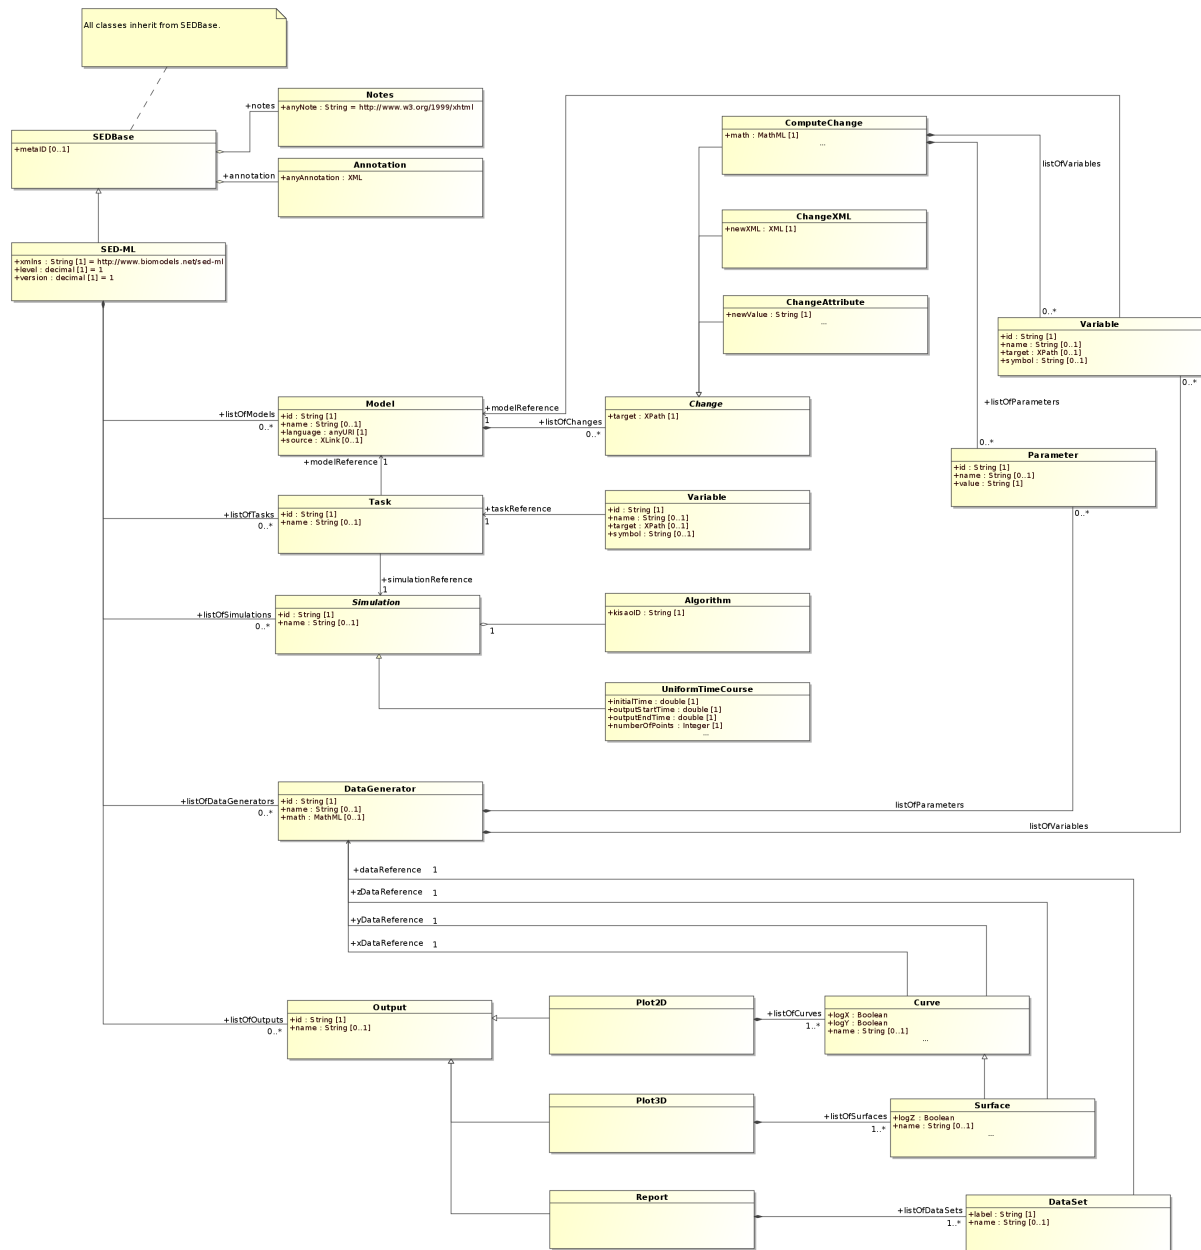 All classes inherit from SEDBase.
Notes
+anyNote : String = http://www.w3.org/1999/xhtml
+notes
SEDBase
+metaID [0..1]
Annotation
+anyAnnotation : XML
+annotation
SED-ML
+xmlns : String [1] = http://www.biomodels.net/sed-ml
+level : decimal [1] = 1
+version : decimal [1] = 1
ComputeChange
+math : MathML [1]
...
listOfVariables
ChangeXML
+newXML : XML [1]
ChangeAttribute
+newValue : String [1]
...
0..*
Variable
+id : String [1]
+name : String [0..1]
+target : XPath [0..1]
+symbol : String [0..1]
0..*
+listOfModels
0..*
Model
+id : String [1]
+name : String [0..1]
+language : anyURI [1]
+source : XLink [0..1]
+modelReference
1
+listOfChanges
0..*
Change
+target : XPath [1]
+listOfParameters
0..*
Parameter
+id : String [1]
+name : String [0..1]
+value : String [1]
0..*
+modelReference
1
+listOfTasks
0..*
Task
+id : String [1]
+name : String [0..1]
+taskReference
1
Variable
+id : String [1]
+name : String [0..1]
+target : XPath [0..1]
+symbol : String [0..1]
+simulationReference
1
+listOfSimulations
0..*
Simulation
+id : String [1]
+name : String [0..1]
1
Algorithm
+kisaoID : String [1]
UniformTimeCourse
+initialTime : double [1]
+outputStartTime : double [1]
+outputEndTime : double [1]
+numberOfPoints : Integer [1]
...
+listOfDataGenerators
0..*
DataGenerator
+id : String [1]
+name : String [0..1]
+math : MathML [0..1]
listOfParameters
listOfVariables
+dataReference 1
+zDataReference 1
+yDataReference 1
+xDataReference 1
+listOfOutputs
0..*
Output
+id : String [1]
+name : String [0..1]
Plot2D
+listOfCurves
1..*
Curve
+logX : Boolean
+logY : Boolean
+name : String [0..1]
...
Plot3D
+listOfSurfaces
1..*
Surface
+logZ : Boolean
+name : String [0..1]
...
Report
+listOfDataSets
1..*
DataSet
+label : String [1]
+name : String [0..1]